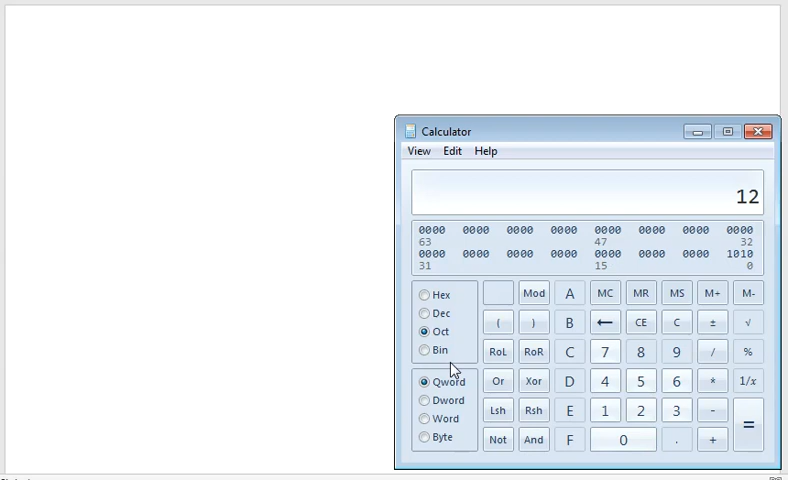 Calculator
View Edit Help
12
0000 0000 0000 0000 0000 0000 0000 0000
63 47 32
0000 0000 0000 0000 0000 0000 0000 1010
31 15 0
Hex Mod A MC MR MS M+ M-
Dec ( ) B ← CE C ± √
Oct
Bin RoL RoR C 7 8 9 / %
Qword Or Xor D 4 5 6 * 1/x
Dword
Word Lsh Rsh E 1 2 3 - =
Byte Not And F 0 . +